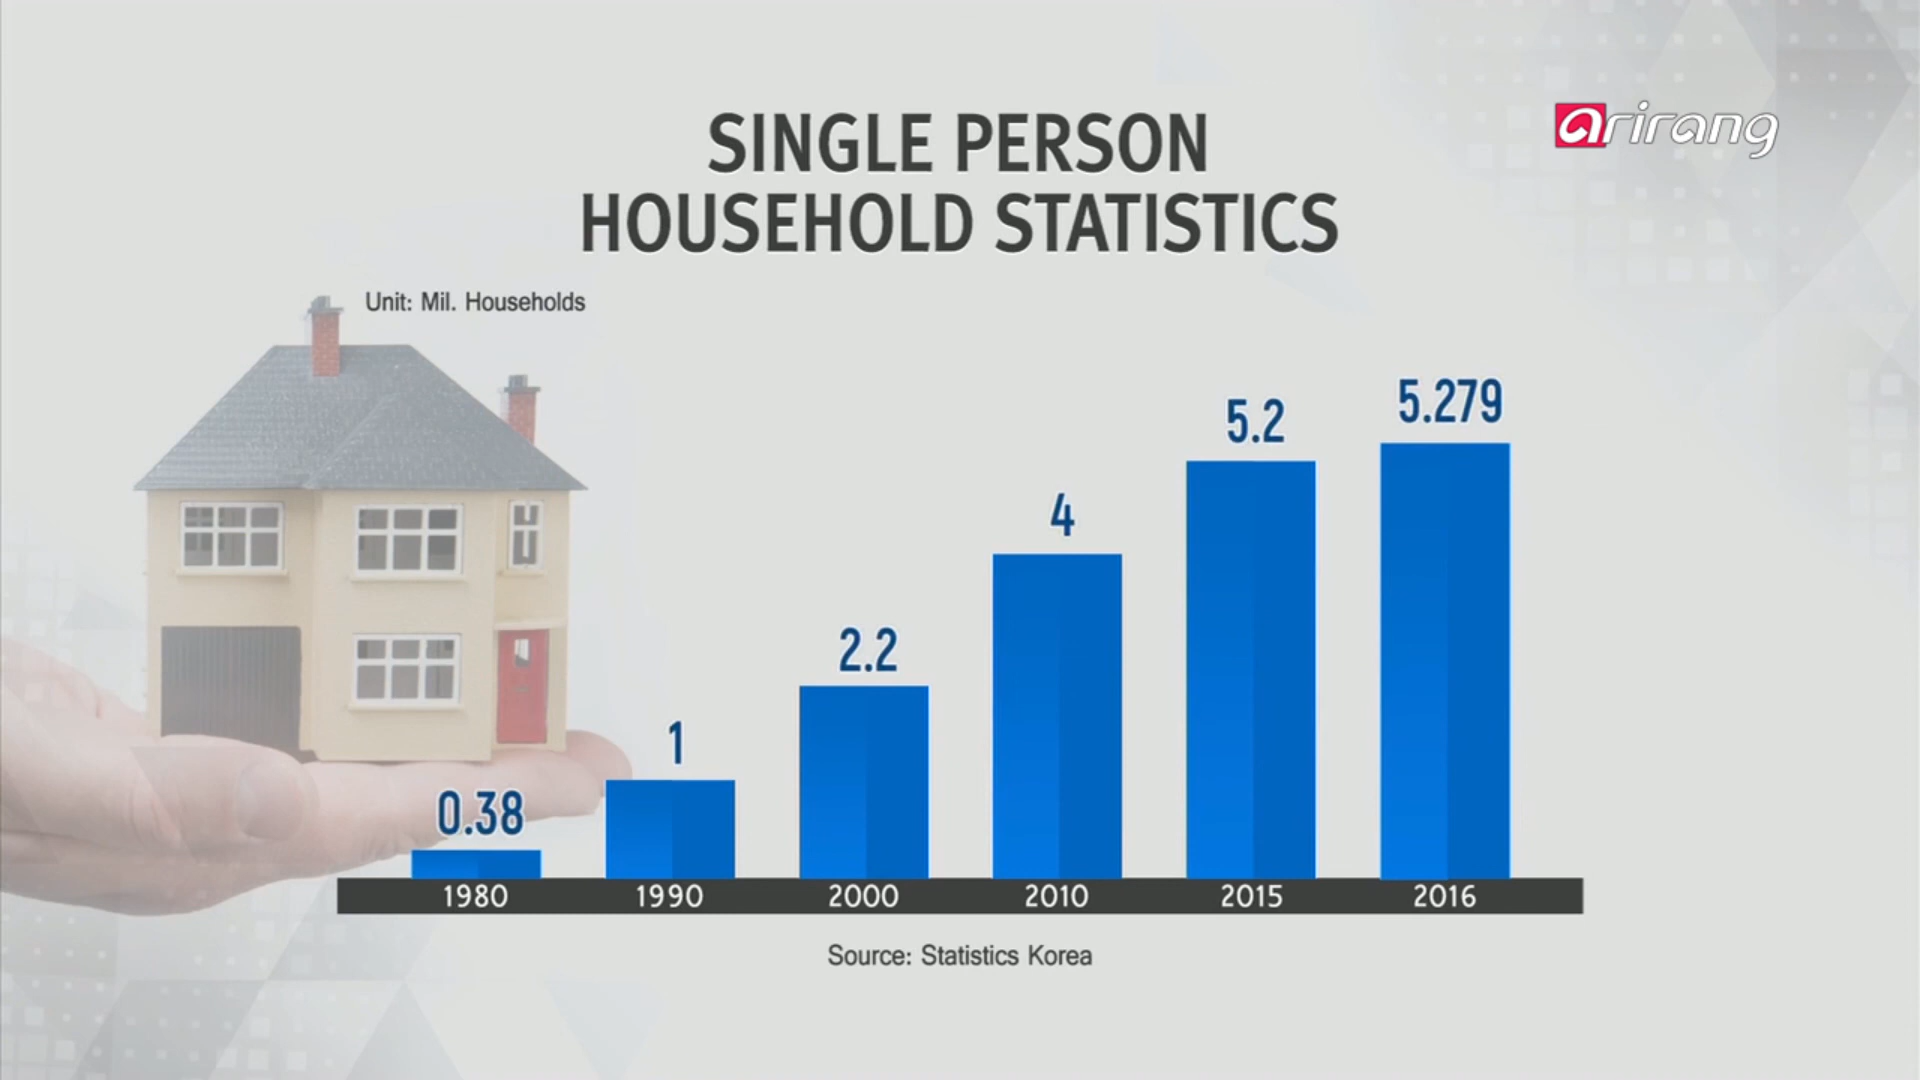 SINGLE PERSON
HOUSEHOLD STATISTICS
arirang
Unit: Mil. Households
0.38
1
2.2
4
5.2
5.279
1980 1990 2000 2010 2015 2016
Source: Statistics Korea